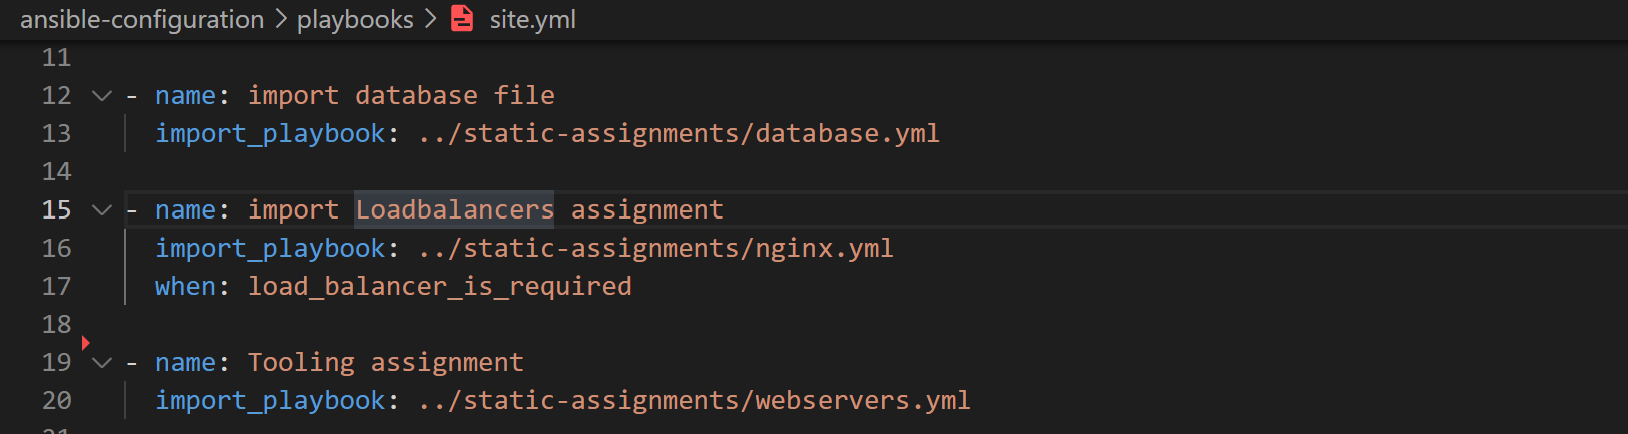 ansible-configuration > playbooks > site.yml
11
12 - name: import database file
13 import_playbook: ../static-assignments/database.yml
14
15 - name: import Loadbalancers assignment
16 import_playbook: ../static-assignments/nginx.yml
17 when: load_balancer_is_required
18
19 - name: Tooling assignment
20 import_playbook: ../static-assignments/webservers.yml